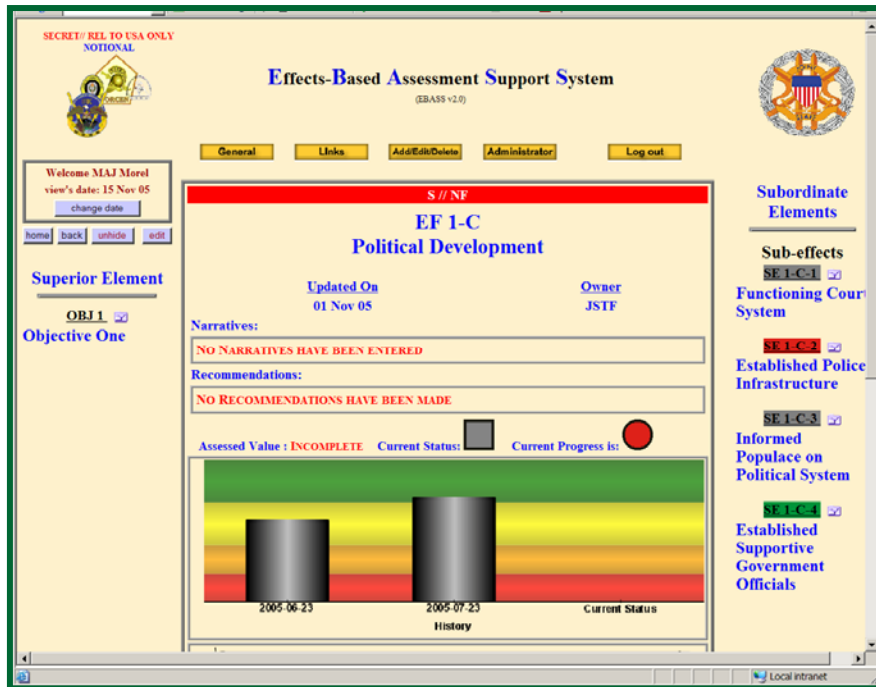 SECRET// REL TO USA ONLY
NOTIONAL
Effects-Based Assessment Support System
(EBASS v2.0)
General Links Add/Edit/Delete Administrator Log out
Welcome MAJ Morel
view's date: 15 Nov 05
change date
home back unhide edit
Superior Element
OBJ 1
Objective One
S // NF
EF 1-C
Political Development
Updated On Owner
01 Nov 05 JSTF
Narratives:
NO NARRATIVES HAVE BEEN ENTERED
Recommendations:
NO RECOMMENDATIONS HAVE BEEN MADE
Assessed Value : INCOMPLETE Current Status: Current Progress is:
2005-06-23 2005-07-23 Current Status
History
Subordinate
Elements
Sub-effects
SE 1-C-1
Functioning Cour
System
SE 1-C-2
Established Police
Infrastructure
SE 1-C-3
Informed
Populace on
Political System
SE 1-C-4
Established
Supportive
Government
Officials
Local intranet